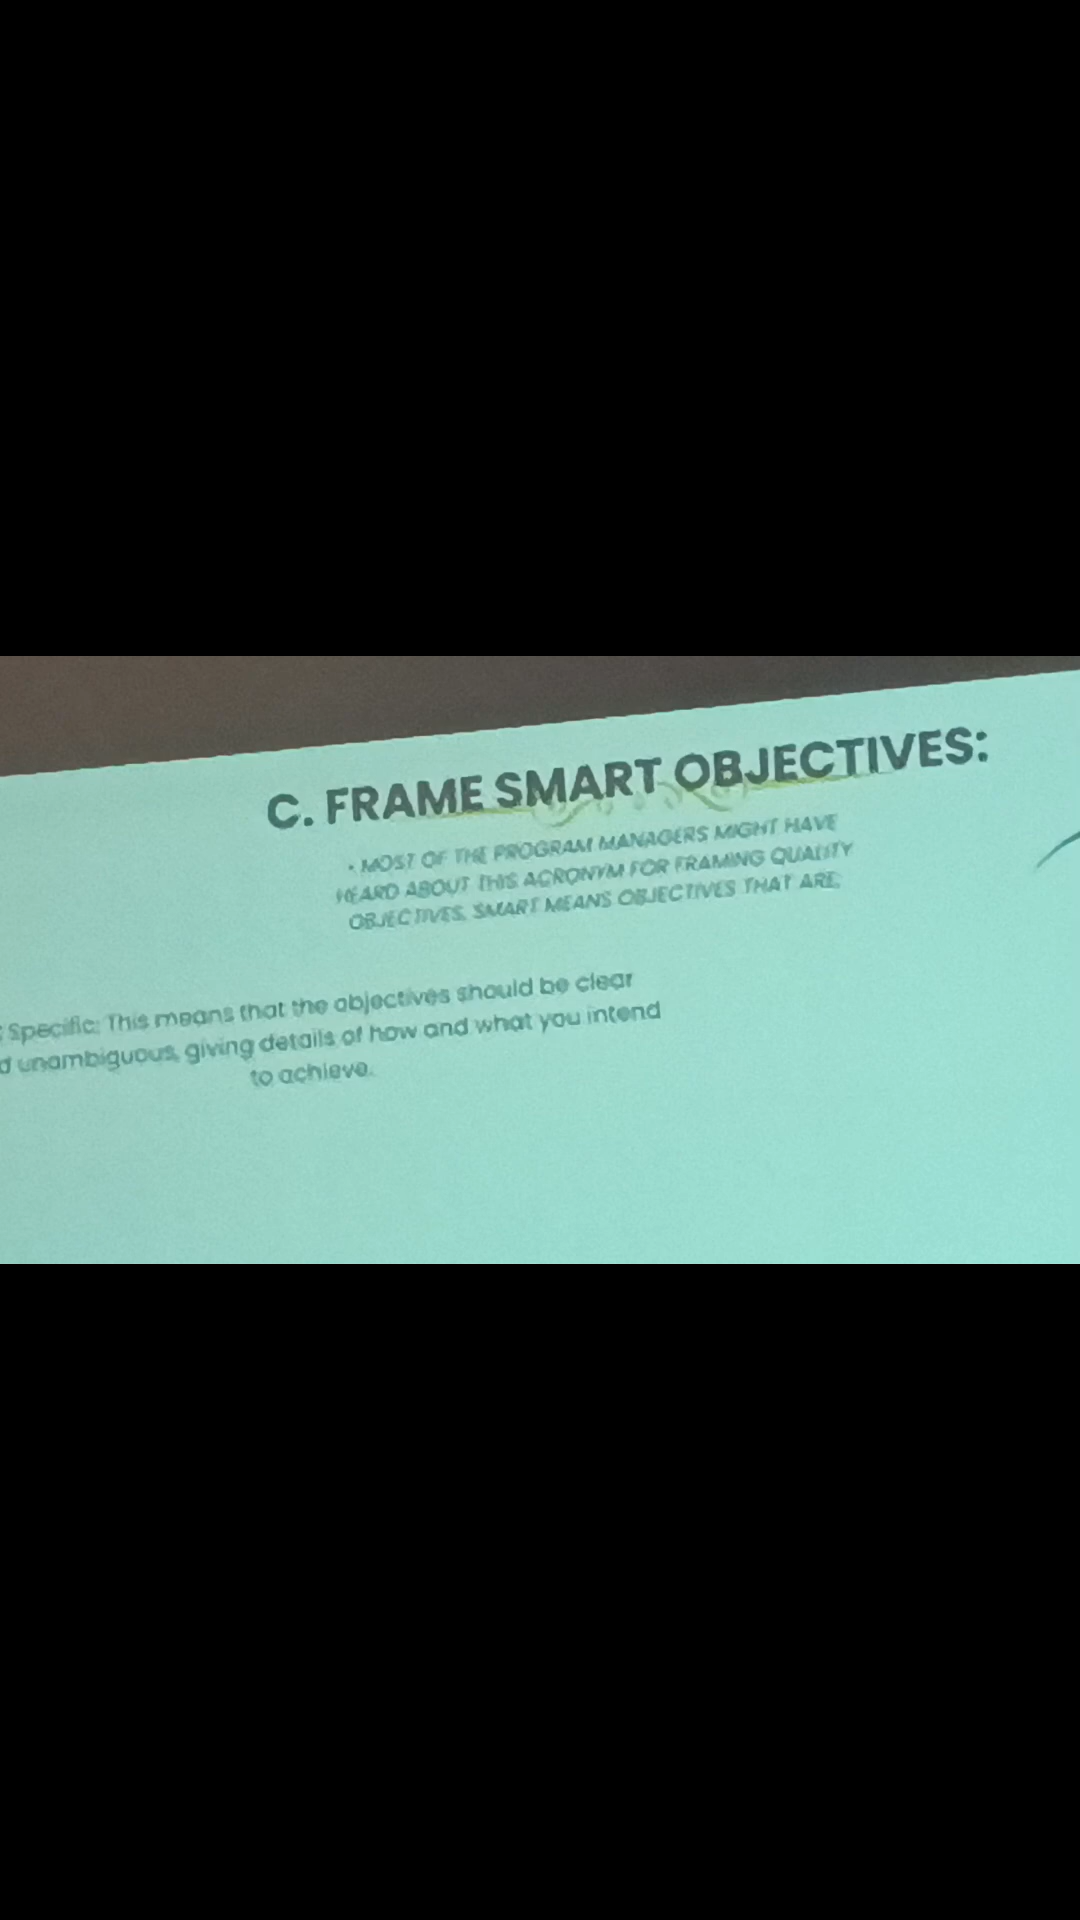 C. FRAME SMART OBJECTIVES:
• MOST OF THE PROGRAM MANAGERS MIGHT HAVE
HEARD ABOUT THIS ACRONYM FOR FRAMING QUALITY
OBJECTIVES. SMART MEANS OBJECTIVES THAT ARE:
Specific: This means that the objectives should be clear
d unambiguous, giving details of how and what you intend
to achieve.